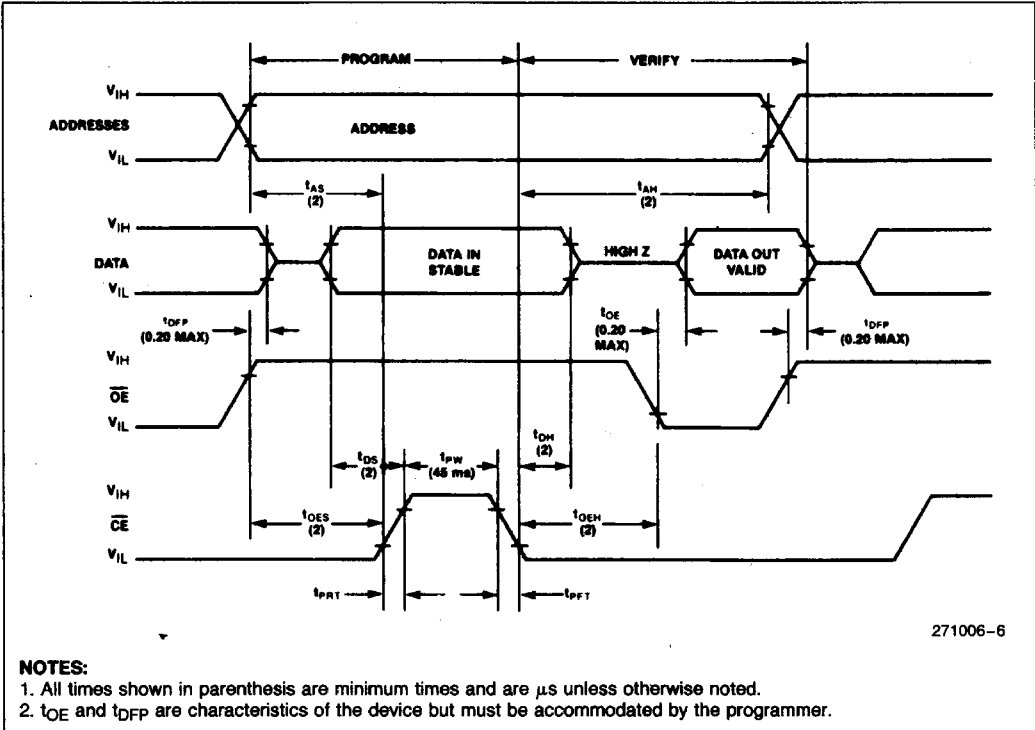 PROGRAM
VERIFY
VIH
ADDRESSES
VIL
ADDRESS
tAS
(2)
tAH
(2)
VIH
DATA
VIL
DATA IN
STABLE
HIGH Z
DATA OUT
VALID
tDFP
(0.20 MAX)
tOE
(0.20
MAX)
tDFP
(0.20 MAX)
VIH
OE
VIL
tDS
(2)
tPW
(45 ms)
tDH
(2)
VIH
CE
VIL
tOES
(2)
tOEH
(2)
tPRT
tPFT
271006-6
NOTES:
1. All times shown in parenthesis are minimum times and are μs unless otherwise noted.
2. tOE and tDFP are characteristics of the device but must be accommodated by the programmer.